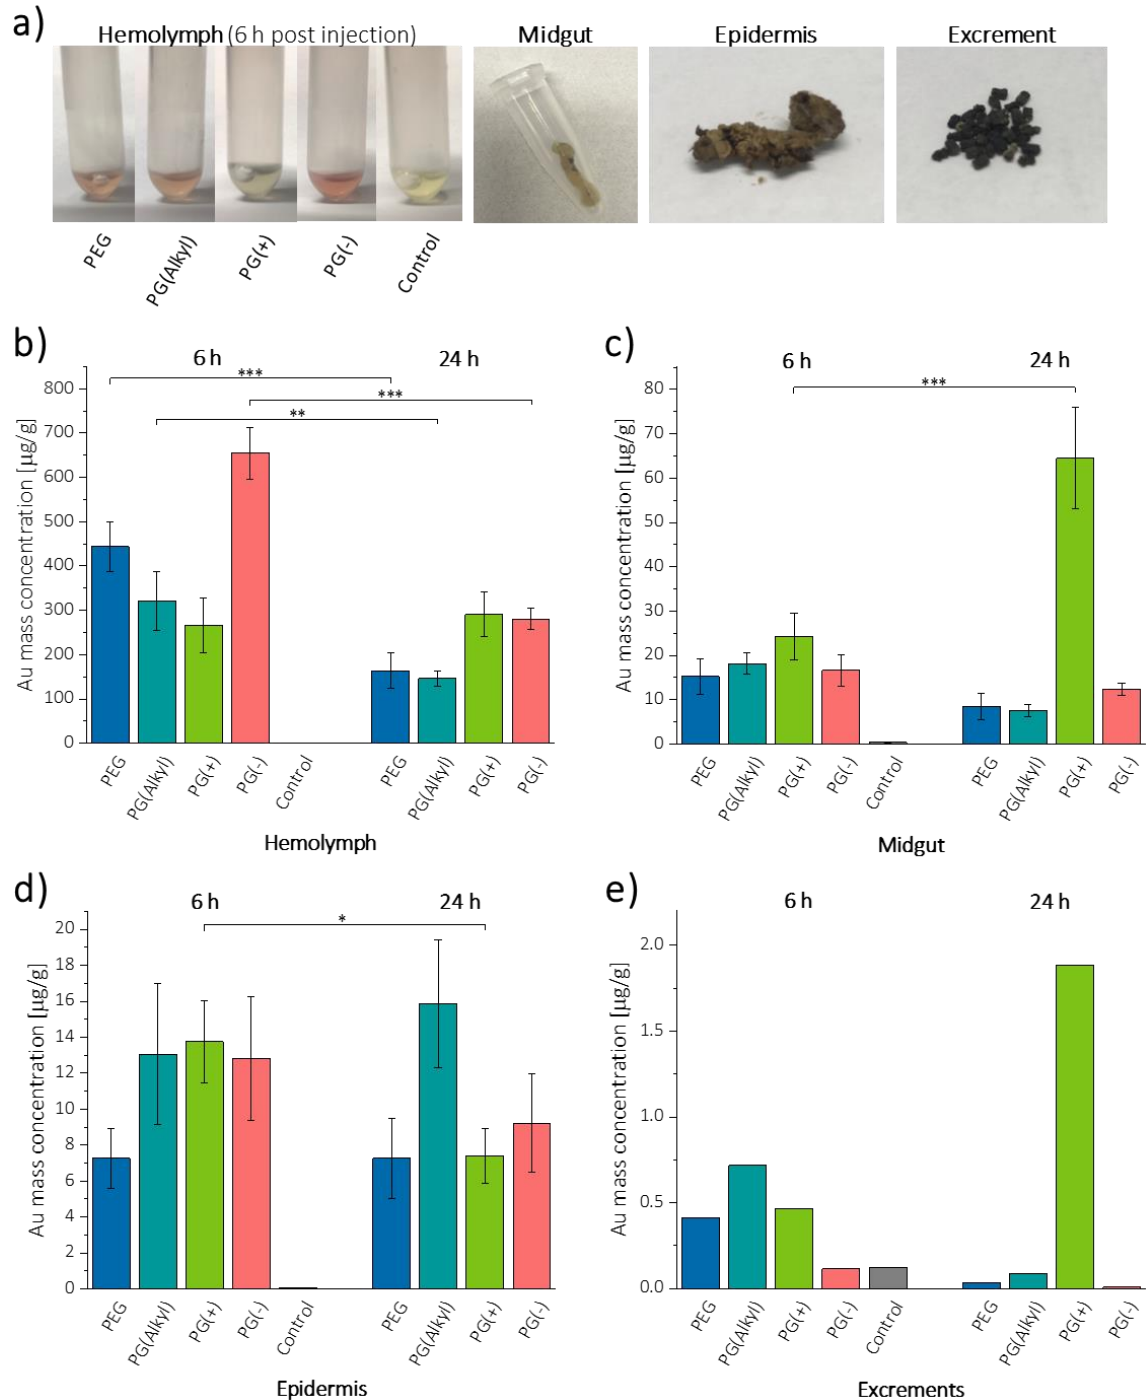 a)
Hemolymph (6 h post injection)
Midgut
Epidermis
Excrement
PEG
PG(Alkyl)
PG(+)
PG(-)
Control
b)
6 h
24 h
***
***
**
Au mass concentration [µg/g]
800
700
600
500
400
300
200
100
0
PEG
PG(Alkyl)
PG(+)
PG(-)
Control
PEG
PG(Alkyl)
PG(+)
PG(-)
Hemolymph
c)
6 h
24 h
***
Au mass concentration [µg/g]
80
70
60
50
40
30
20
10
0
PEG
PG(Alkyl)
PG(+)
PG(-)
Control
PEG
PG(Alkyl)
PG(+)
PG(-)
Midgut
d)
6 h
24 h
*
Au mass concentration [µg/g]
20
18
16
14
12
10
8
6
4
2
0
PEG
PG(Alkyl)
PG(+)
PG(-)
Control
PEG
PG(Alkyl)
PG(+)
PG(-)
Epidermis
e)
6 h
24 h
Au mass concentration [µg/g]
2.0
1.5
1.0
0.5
0.0
PEG
PG(Alkyl)
PG(+)
PG(-)
Control
PEG
PG(Alkyl)
PG(+)
PG(-)
Excrements